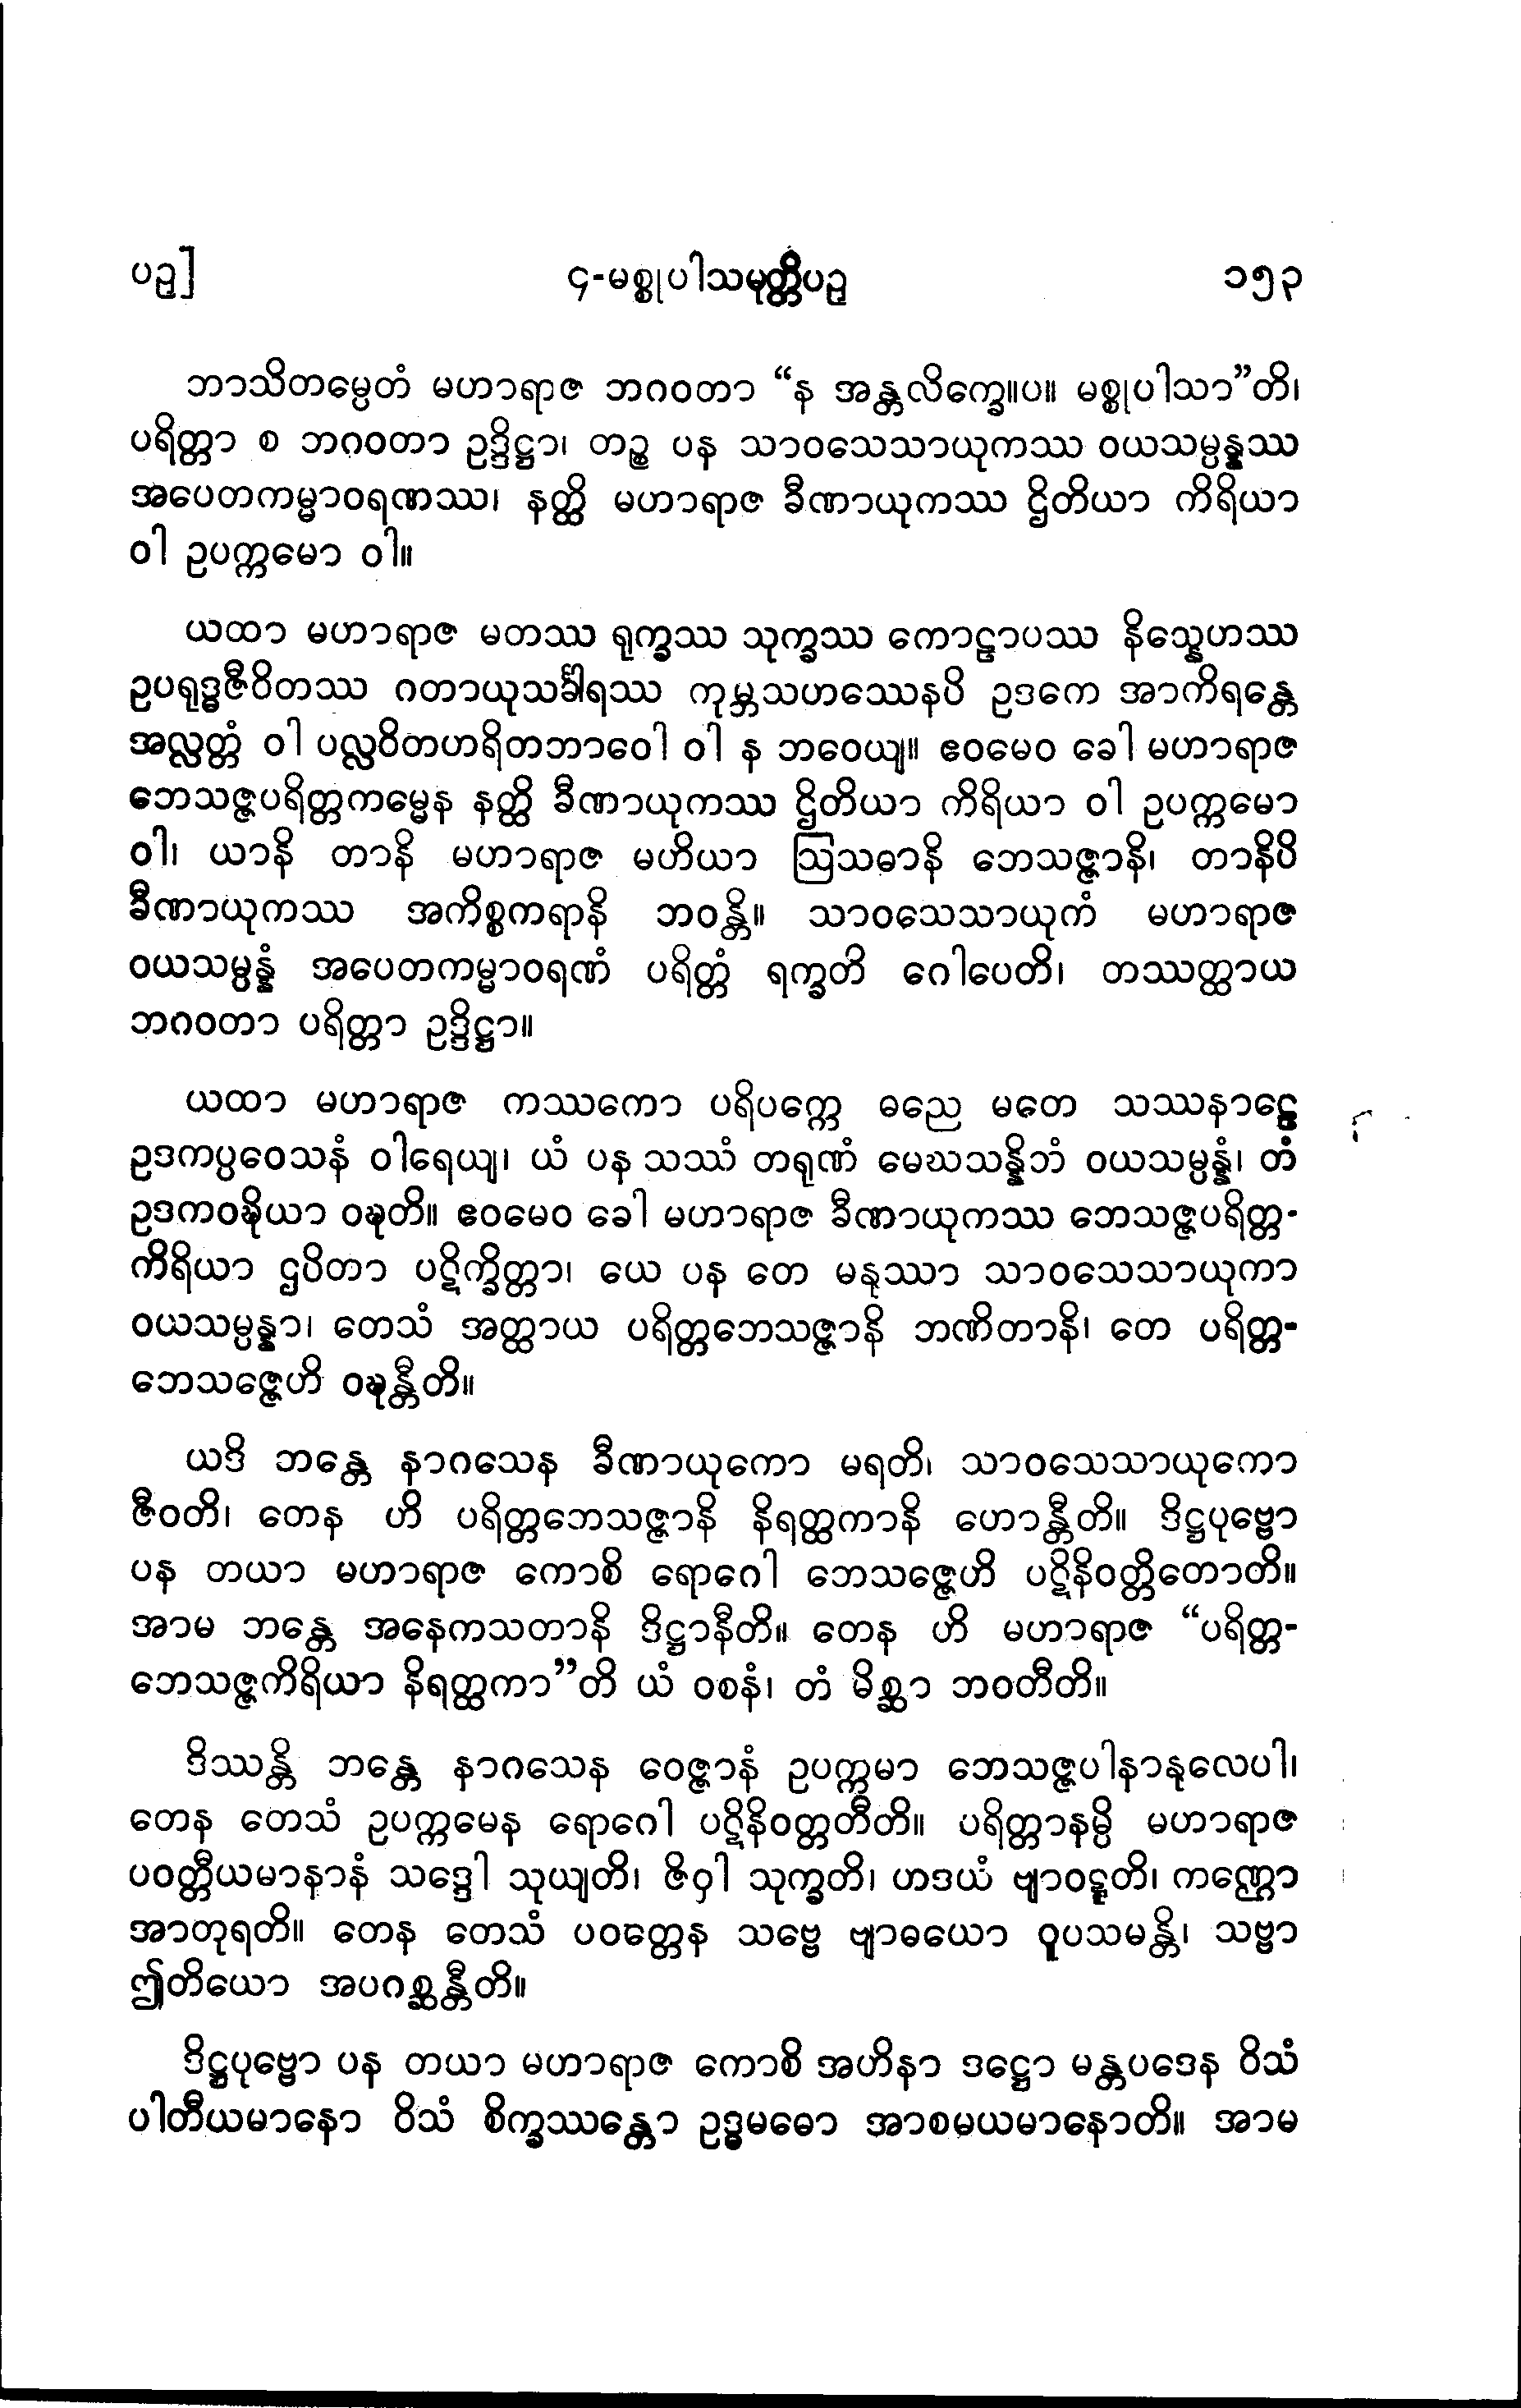 ပဉှ]
၄-မစ္စုပါသမုတ္တိပဉှ
၁၅၃
ဘာသိတမ္ပေတံ မဟာရာဇ ဘဂဝတာ “န အန္တလိက္ခေ။ပ။ မစ္စုပါသာ”တိ၊
ပရိတ္တာ စ ဘဂဝတာ ဥဒ္ဒိဋ္ဌာ၊ တဉ္စ ပန သာဝသေသာယုကဿ ဝယသမ္ပန္နဿ
အပေတကမ္မာဝရဏဿ၊ နတ္ထိ မဟာရာဇ ခီဏာယုကဿ ဌိတိယာ ကိရိယာ
ဝါ ဥပက္ကမော ဝါ။
ယထာ မဟာရာဇ မတဿ ရုက္ခဿ သုက္ခဿ ကောဠာပဿ နိသ္နေဟဿ
ဥပရုဒ္ဓဇီဝိတဿ ဂတာယုသင်္ခါရဿ ကုမ္ဘသဟဿေနပိ ဥဒကေ အာကိရန္တေ
အလ္လတ္တံ ဝါ ပလ္လဝိတဟရိတဘာဝေါ ဝါ န ဘဝေယျ။ ဧဝမေဝ ခေါ မဟာရာဇ
ဘေသဇ္ဇပရိတ္တကမ္မေန နတ္ထိ ခီဏာယုကဿ ဌိတိယာ ကိရိယာ ဝါ ဥပက္ကမော
ဝါ၊ ယာနိ တာနိ မဟာရာဇ မဟိယာ ဩသဓာနိ ဘေသဇ္ဇာနိ၊ တာနိပိ
ခီဏာယုကဿ အကိစ္စကရာနိ ဘဝန္တိ။ သာဝသေသာယုကံ မဟာရာဇ
ဝယသမ္ပန္နံ အပေတကမ္မာဝရဏံ ပရိတ္တံ ရက္ခတိ ဂေါပေတိ၊ တဿတ္ထာယ
ဘဂဝတာ ပရိတ္တာ ဥဒ္ဒိဋ္ဌာ။
ယထာ မဟာရာဇ ကဿကော ပရိပက္ကေ ဓညေ မတေ သဿနာဠေ
ဥဒကပ္ပဝေသနံ ဝါရေယျ၊ ယံ ပန သဿံ တရုဏံ မေဃသန္နိဘံ ဝယသမ္ပန္နံ၊ တံ
ဥဒကဝဍ္ဎိယာ ဝဍ္ဎတိ။ ဧဝမေဝ ခေါ မဟာရာဇ ခီဏာယုကဿ ဘေသဇ္ဇပရိတ္တ-
ကိရိယာ ဌပိတာ ပဋိက္ခိတ္တာ၊ ယေ ပန တေ မနုဿာ သာဝသေသာယုကာ
ဝယသမ္ပန္နာ၊ တေသံ အတ္ထာယ ပရိတ္တဘေသဇ္ဇာနိ ဘဏိတာနိ၊ တေ ပရိတ္တ-
ဘေသဇ္ဇေဟိ ဝဍ္ဎန္တီတိ။
ယဒိ ဘန္တေ နာဂသေန ခီဏာယုကော မရတိ၊ သာဝသေသာယုကော
ဇီဝတိ၊ တေန ဟိ ပရိတ္တဘေသဇ္ဇာနိ နိရတ္ထကာနိ ဟောန္တီတိ။ ဒိဋ္ဌပုဗ္ဗော
ပန တယာ မဟာရာဇ ကောစိ ရောဂေါ ဘေသဇ္ဇေဟိ ပဋိနိဝတ္တိတောတိ။
အာမ ဘန္တေ အနေကသတာနိ ဒိဋ္ဌာနီတိ။ တေန ဟိ မဟာရာဇ “ပရိတ္တ-
ဘေသဇ္ဇကိရိယာ နိရတ္ထကာ”တိ ယံ ဝစနံ၊ တံ မိစ္ဆာ ဘဝတီတိ။
ဒိဿန္တိ ဘန္တေ နာဂသေန ဝေဇ္ဇာနံ ဥပက္ကမာ ဘေသဇ္ဇပါနာနုလေပါ၊
တေန တေသံ ဥပက္ကမေန ရောဂေါ ပဋိနိဝတ္တတီတိ။ ပရိတ္တာနမ္ပိ မဟာရာဇ
ပဝတ္တီယမာနာနံ သဒ္ဒေါ သုယျတိ၊ ဇိဝှါ သုက္ခတိ၊ ဟဒယံ ဗျာဝဋ္ဋတိ၊ ကဏ္ဌော
အာတုရတိ။ တေန တေသံ ပဝတ္တေန သဗ္ဗေ ဗျာဓယော ဝူပသမန္တိ၊ သဗ္ဗာ
ဤတိယော အပဂစ္ဆန္တီတိ။
ဒိဋ္ဌပုဗ္ဗော ပန တယာ မဟာရာဇ ကောစိ အဟိနာ ဒဋ္ဌော မန္တပဒေန ဝိသံ
ပါတီယမာနော ဝိသံ စိက္ခဿန္တော ဥဒ္ဓမဓော အာစမယမာနောတိ။ အာမ